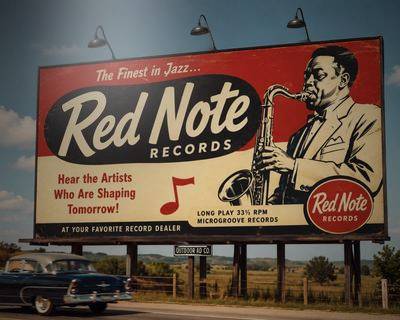 The Finest in Jazz...
Red Note
RECORDS
Hear the Artists
Who Are Shaping
Tomorrow!
LONG PLAY 33⅓ RPM
MICROGROOVE RECORDS
Red Note
RECORDS
AT YOUR FAVORITE RECORD DEALER
OUTDOOR AD CO.